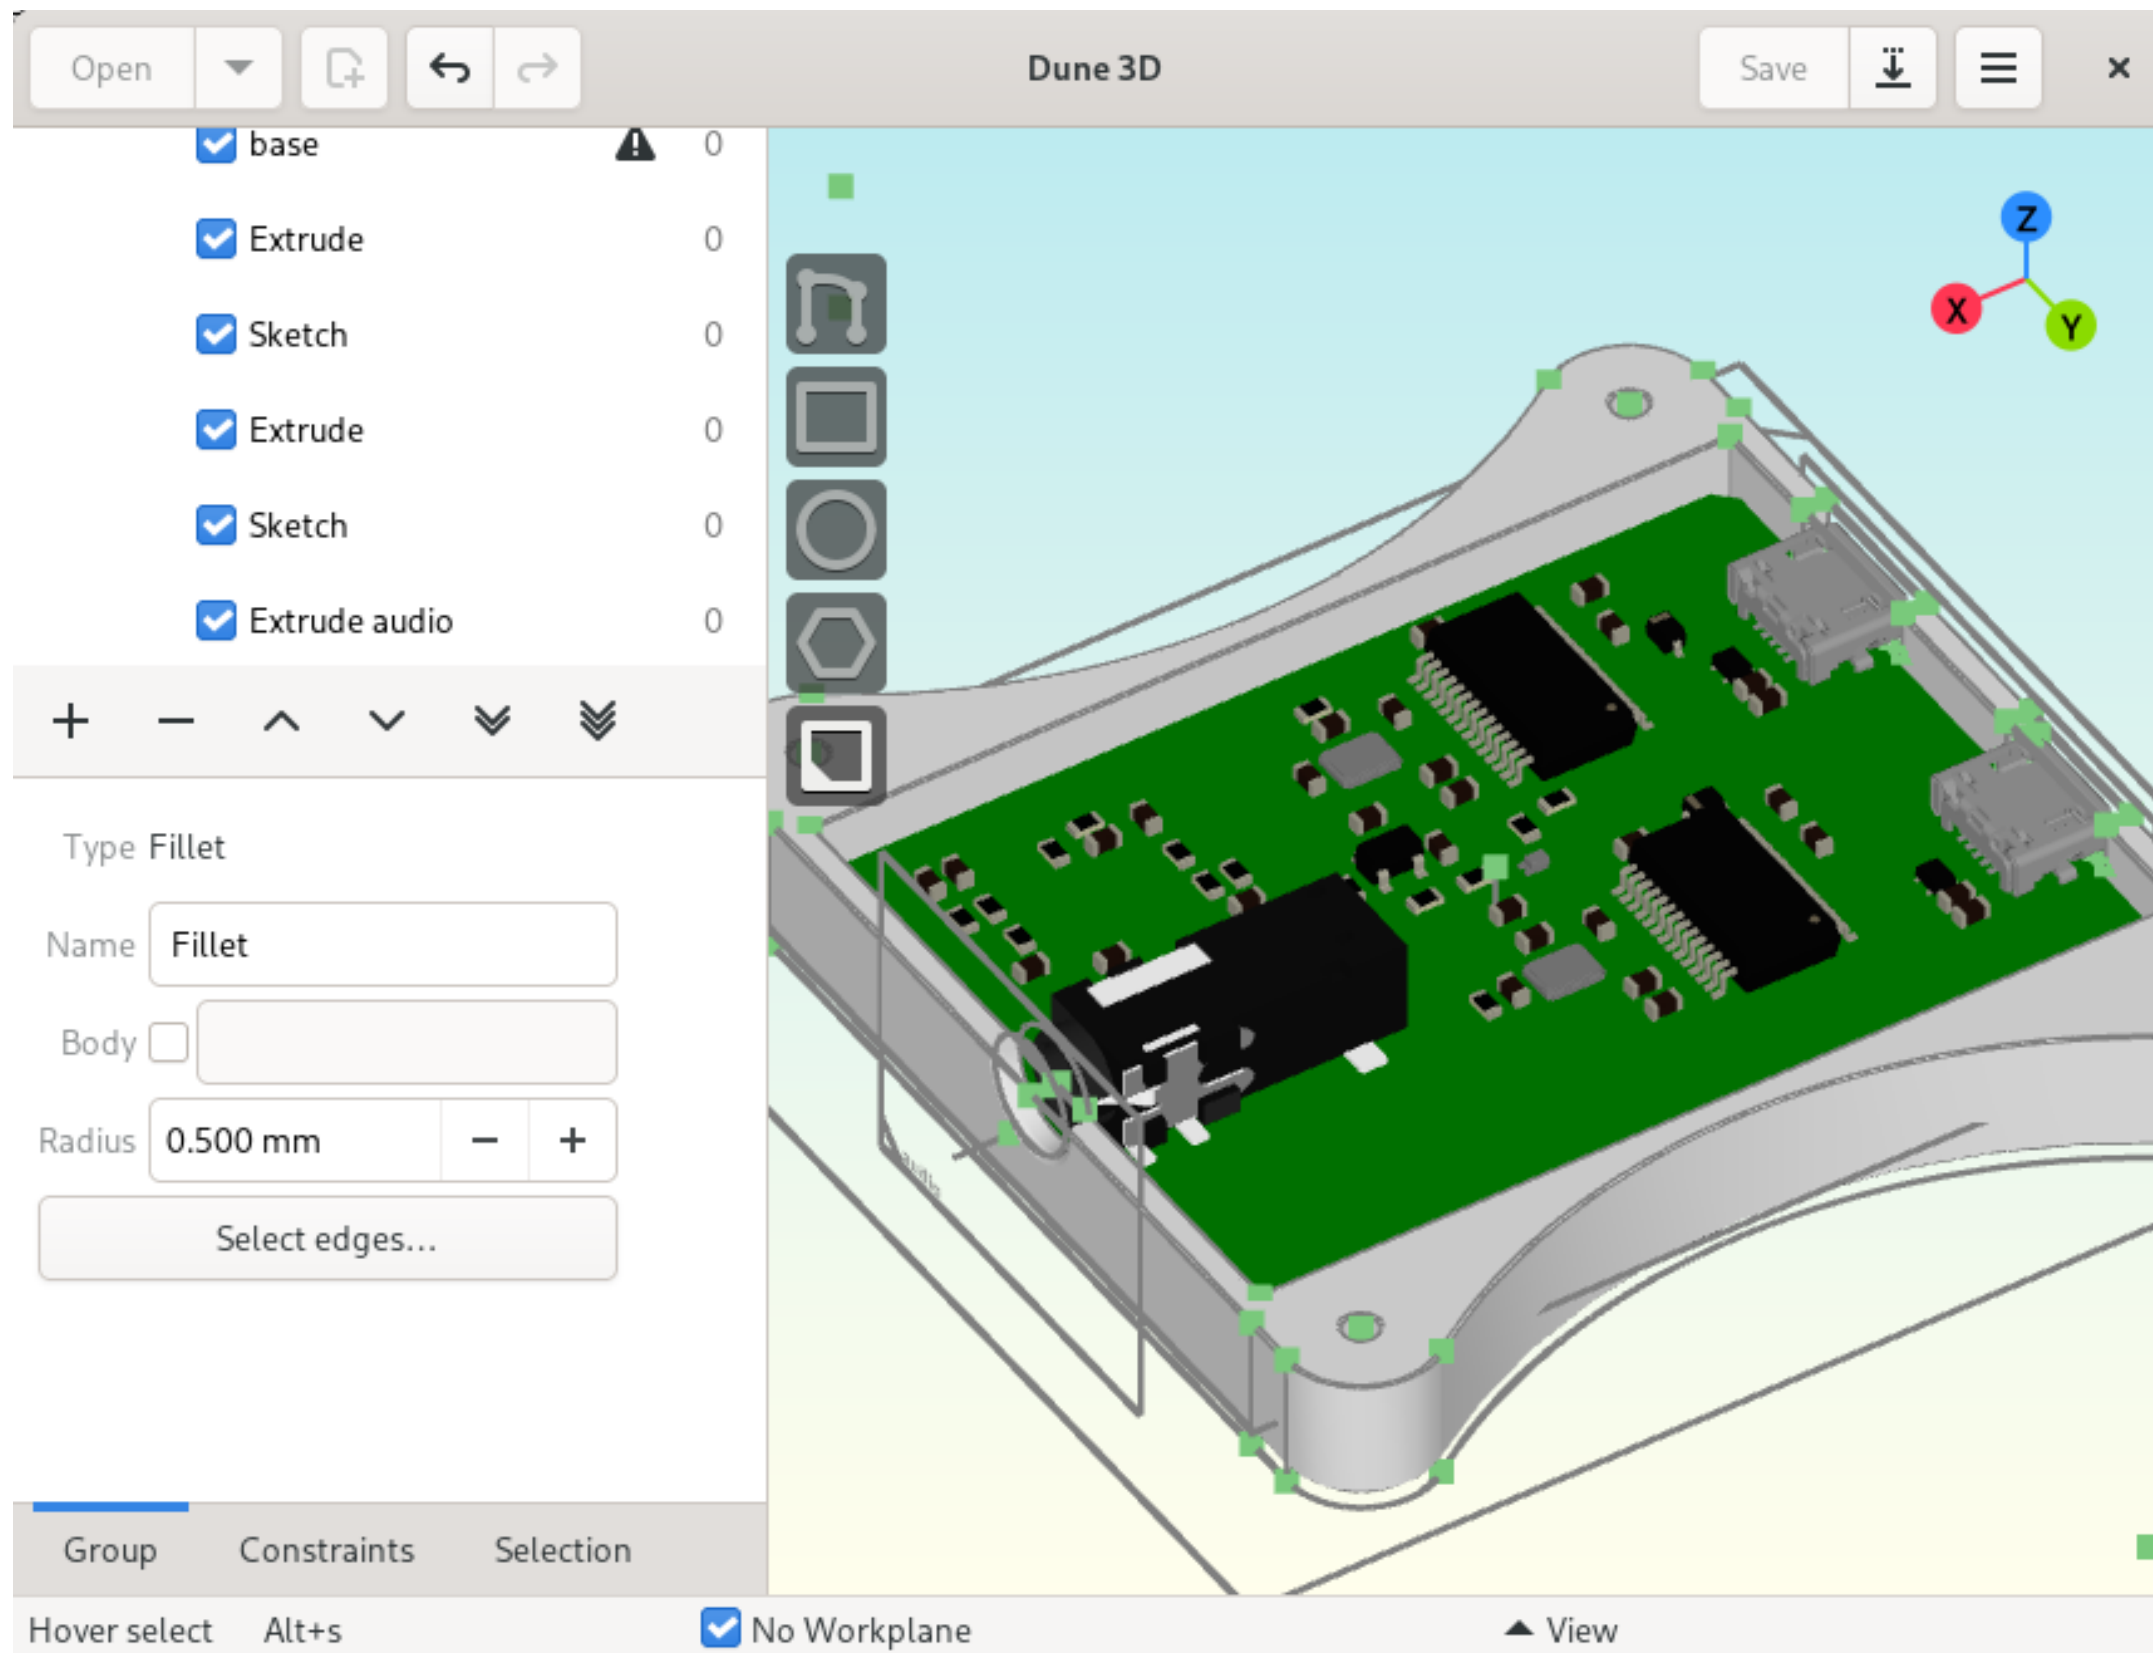 Open
Dune 3D
Save
base 0
Extrude 0
Sketch 0
Extrude 0
Sketch 0
Extrude audio 0
Z
X
Y
Type Fillet
Name Fillet
Body
Radius 0.500 mm
Select edges...
audio
Group Constraints Selection
Hover select Alt+s No Workplane View